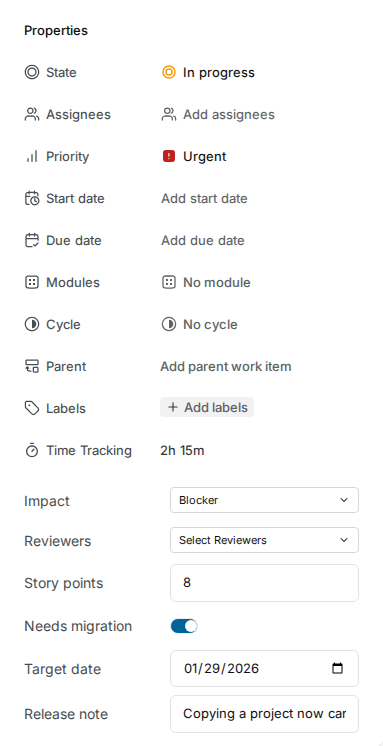 Properties
State In progress
Assignees Add assignees
Priority Urgent
Start date Add start date
Due date Add due date
Modules No module
Cycle No cycle
Parent Add parent work item
Labels + Add labels
Time Tracking 2h 15m
Impact Blocker
Reviewers Select Reviewers
Story points 8
Needs migration
Target date 01/29/2026
Release note Copying a project now can